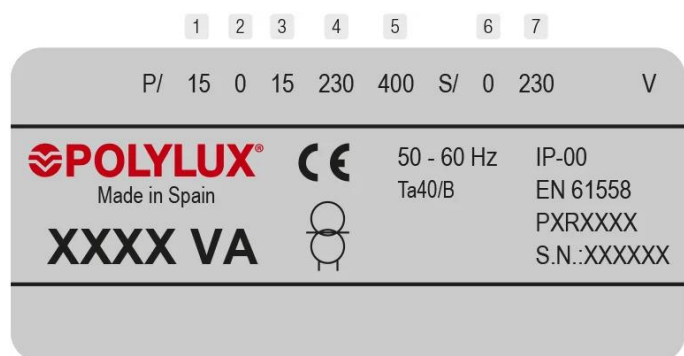 1 2 3 4 5 6 7
P/ 15 0 15 230 400 S/ 0 230 V
POLYLUX®
Made in Spain
XXXX VA
CE
50 - 60 Hz
Ta40/B
IP-00
EN 61558
PXRXXXX
S.N.:XXXXXX